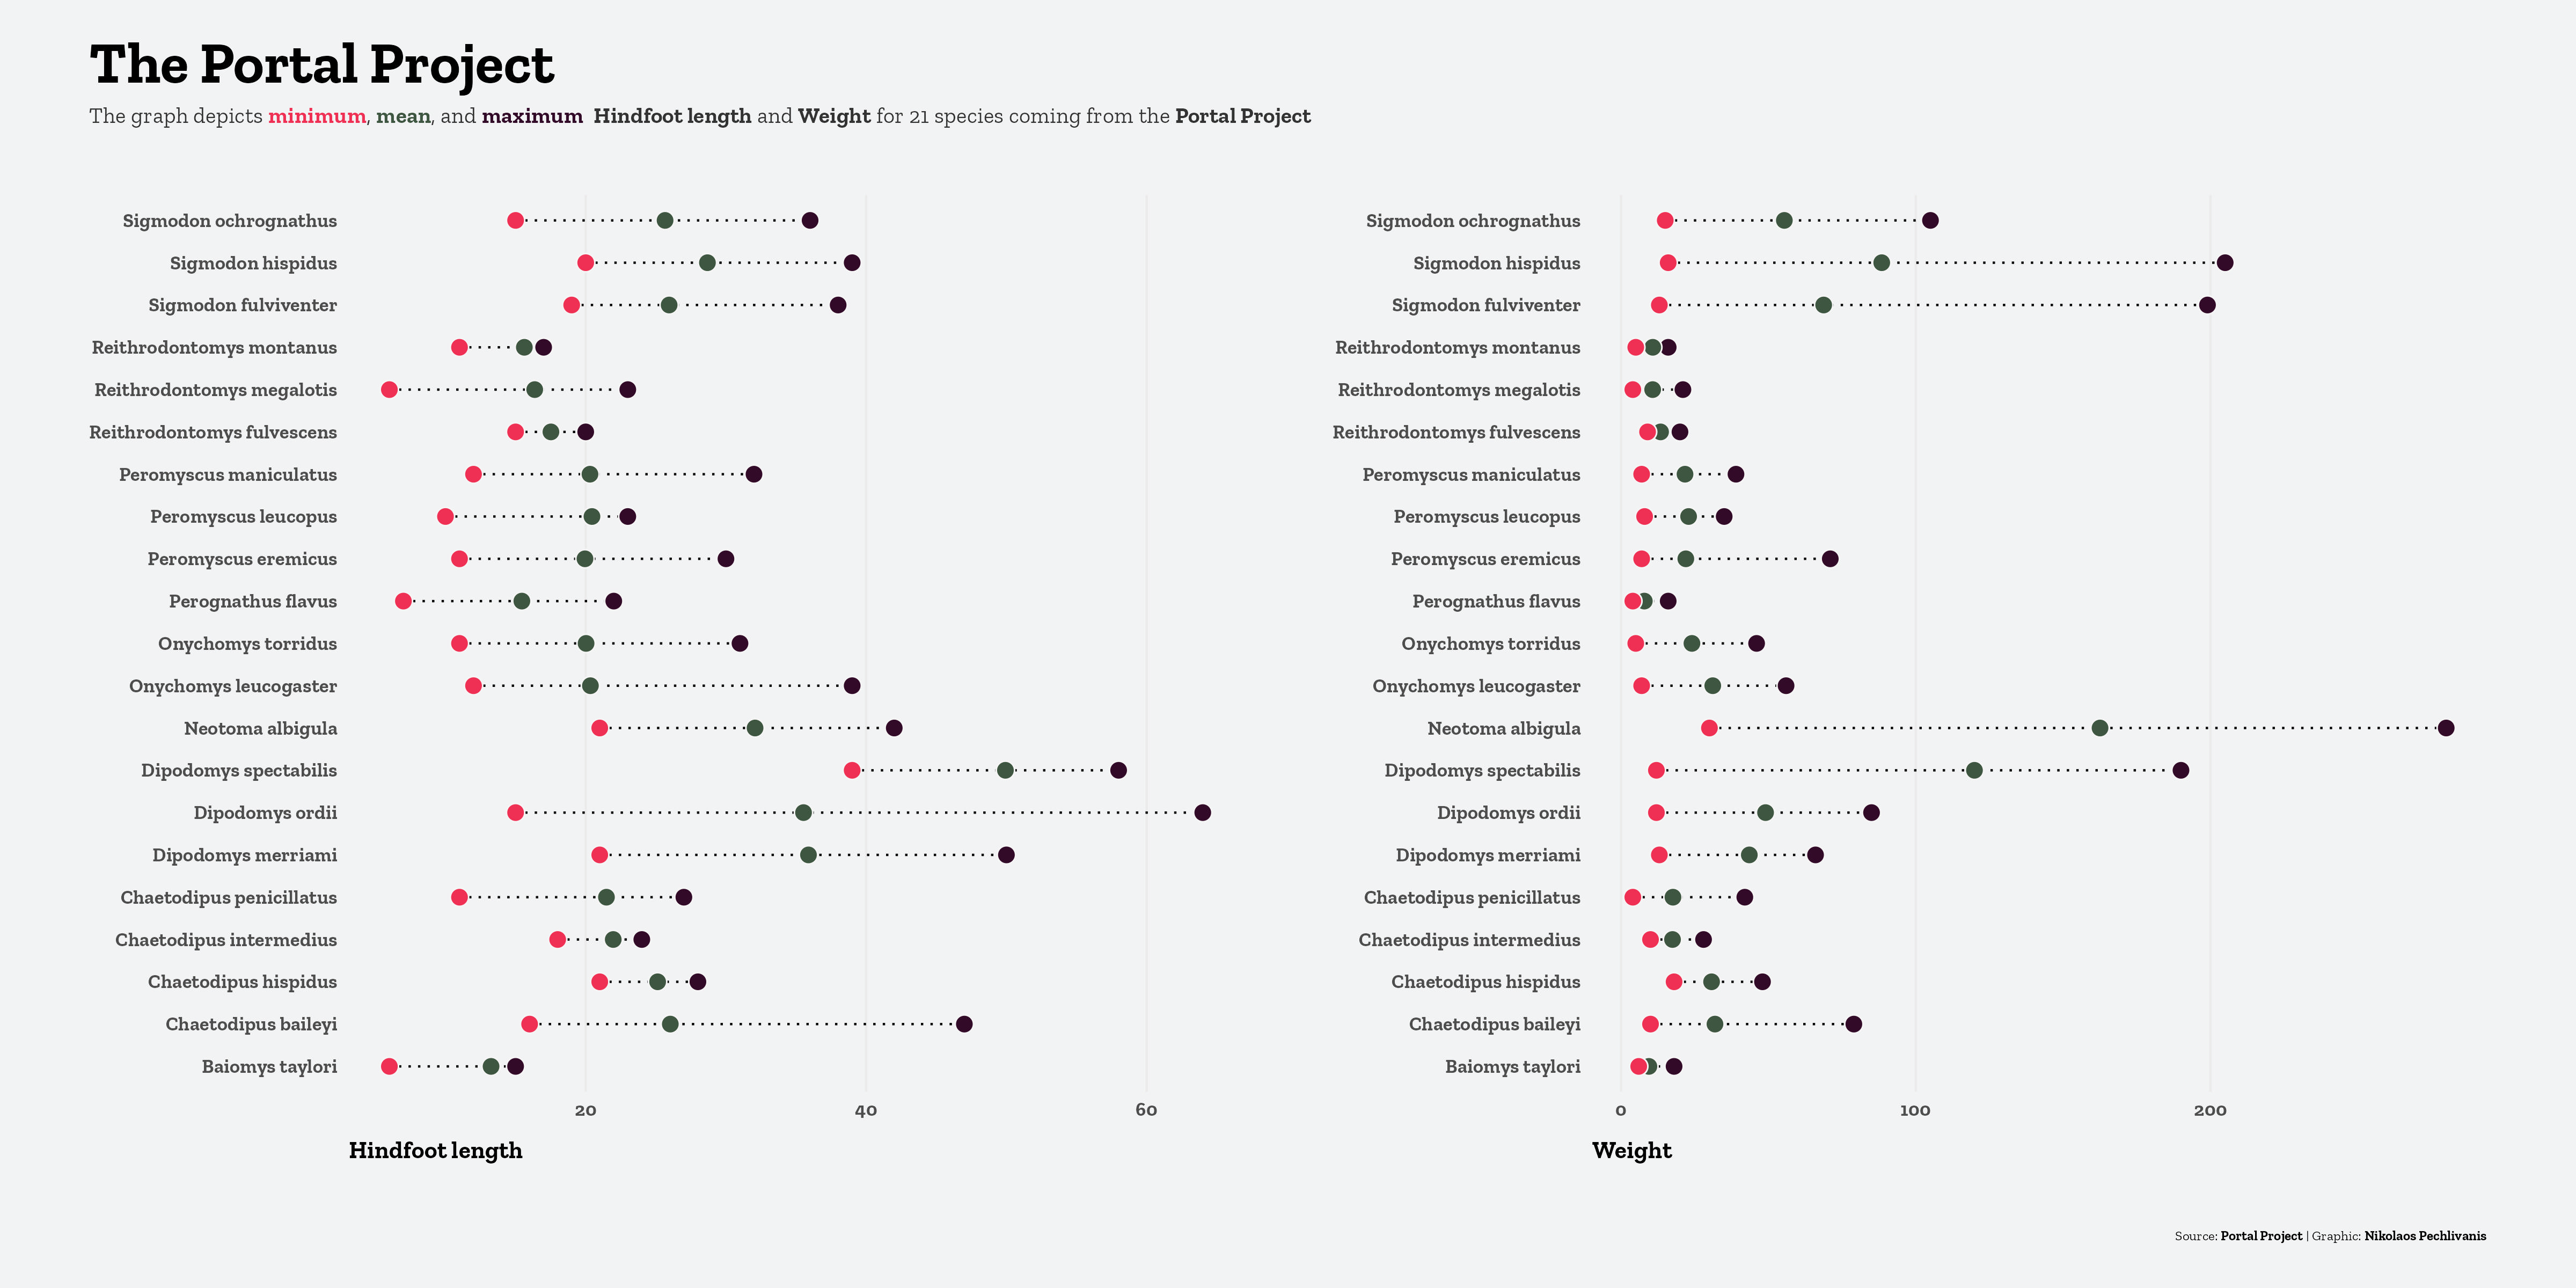 The Portal Project
The graph depicts minimum, mean, and maximum Hindfoot length and Weight for 21 species coming from the Portal Project
Sigmodon ochrognathus
Sigmodon hispidus
Sigmodon fulviventer
Reithrodontomys montanus
Reithrodontomys megalotis
Reithrodontomys fulvescens
Peromyscus maniculatus
Peromyscus leucopus
Peromyscus eremicus
Perognathus flavus
Onychomys torridus
Onychomys leucogaster
Neotoma albigula
Dipodomys spectabilis
Dipodomys ordii
Dipodomys merriami
Chaetodipus penicillatus
Chaetodipus intermedius
Chaetodipus hispidus
Chaetodipus baileyi
Baiomys taylori
20 40 60
Hindfoot length
Sigmodon ochrognathus
Sigmodon hispidus
Sigmodon fulviventer
Reithrodontomys montanus
Reithrodontomys megalotis
Reithrodontomys fulvescens
Peromyscus maniculatus
Peromyscus leucopus
Peromyscus eremicus
Perognathus flavus
Onychomys torridus
Onychomys leucogaster
Neotoma albigula
Dipodomys spectabilis
Dipodomys ordii
Dipodomys merriami
Chaetodipus penicillatus
Chaetodipus intermedius
Chaetodipus hispidus
Chaetodipus baileyi
Baiomys taylori
0 100 200
Weight
Source: Portal Project | Graphic: Nikolaos Pechlivanis